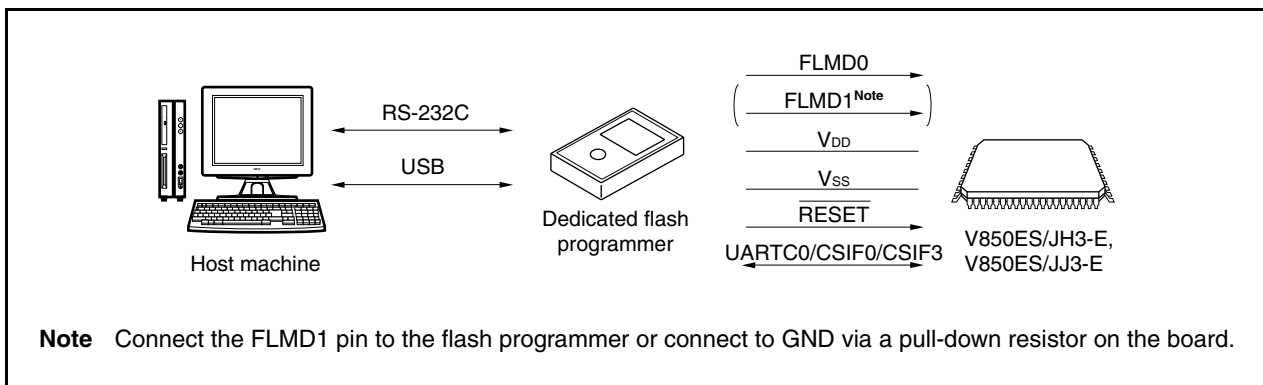 FLMD0
FLMD1Note
RS-232C
VDD
USB
VSS
RESET
Dedicated flash
programmer
UARTC0/CSIF0/CSIF3
V850ES/JH3-E,
V850ES/JJ3-E
Host machine
Note Connect the FLMD1 pin to the flash programmer or connect to GND via a pull-down resistor on the board.